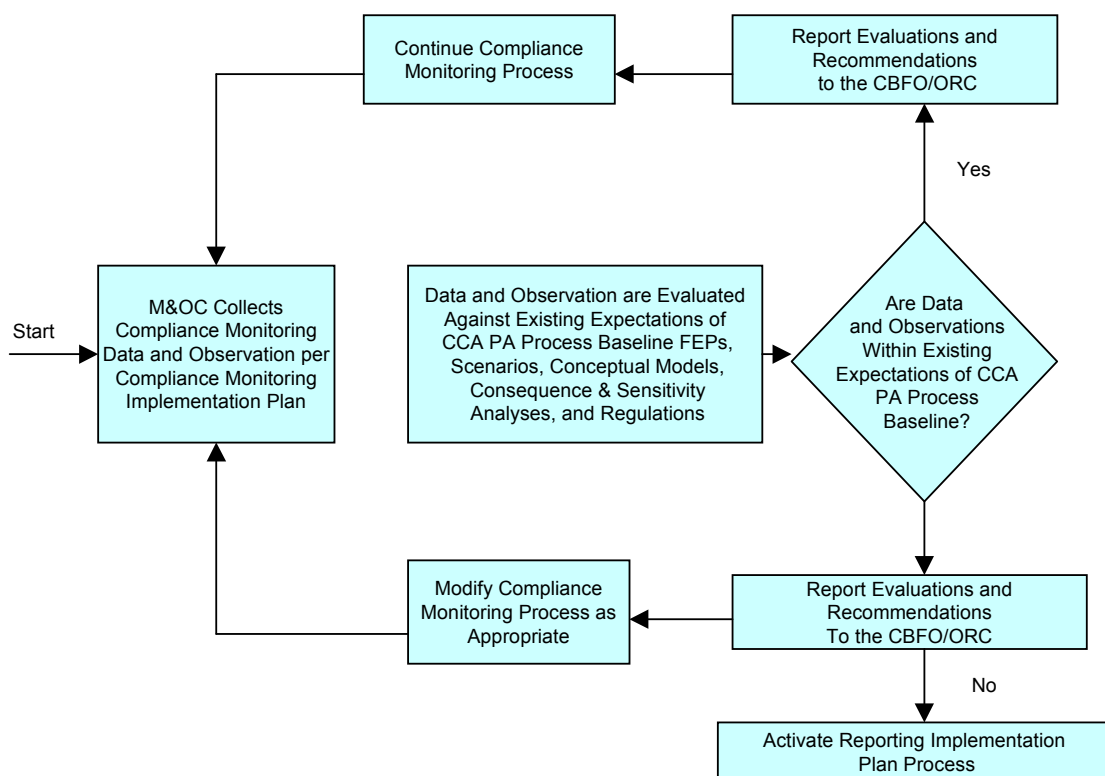 Continue Compliance
Monitoring Process
Report Evaluations and
Recommendations
to the CBFO/ORC
Yes
Start
M&OC Collects
Compliance Monitoring
Data and Observation per
Compliance Monitoring
Implementation Plan
Data and Observation are Evaluated
Against Existing Expectations of
CCA PA Process Baseline FEPs,
Scenarios, Conceptual Models,
Consequence & Sensitivity
Analyses, and Regulations
Are Data
and Observations
Within Existing
Expectations of CCA
PA Process
Baseline?
Modify Compliance
Monitoring Process as
Appropriate
Report Evaluations and
Recommendations
To the CBFO/ORC
No
Activate Reporting Implementation
Plan Process